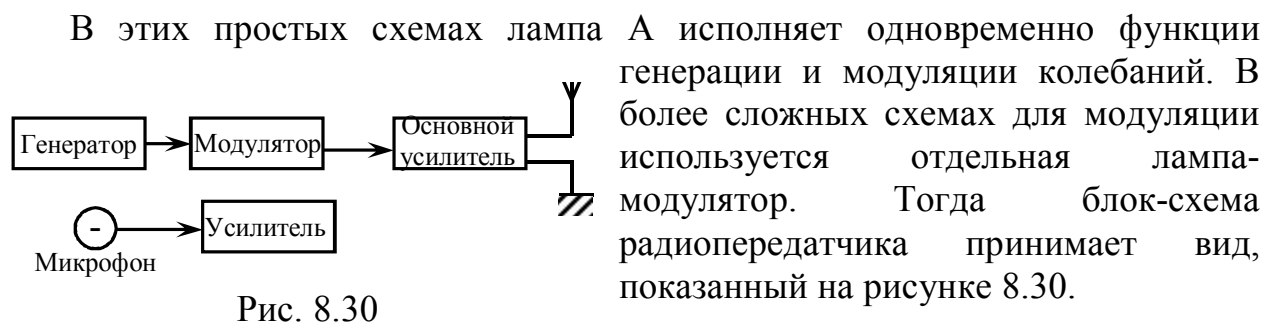 В этих простых схемах лампа А исполняет одновременно функции
генерации и модуляции колебаний. В
более сложных схемах для модуляции
используется отдельная лампа-
модулятор. Тогда блок-схема
радиопередатчика принимает вид,
показанный на рисунке 8.30.
Генератор
Модулятор
Основной
усилитель
-
Усилитель
Микрофон
Рис. 8.30